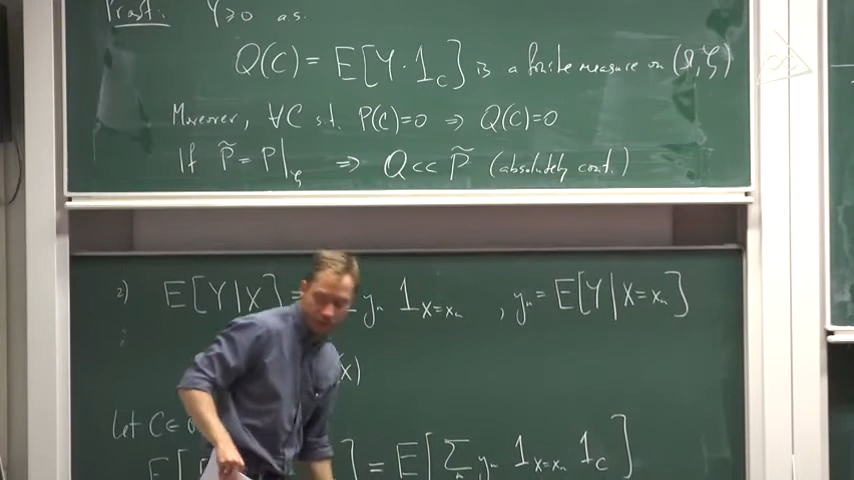 Proof: Y ≥ 0 a.s.
Q(C) = E[Y · 1_C] is a finite measure on (Ω, 𝒢)
Moreover, ∀C s.t. P(C)=0 ⇒ Q(C)=0
If P̃ = P|_𝒢 ⇒ Q << P̃ (absolutely cont.)
2) E[Y|X] = y_n 1_{X=x_n} , y_n = E[Y|X=x_n]
X)
Let C ∈
E[ ] = E[ Σ_n y_n 1_{X=x_n} 1_C ]